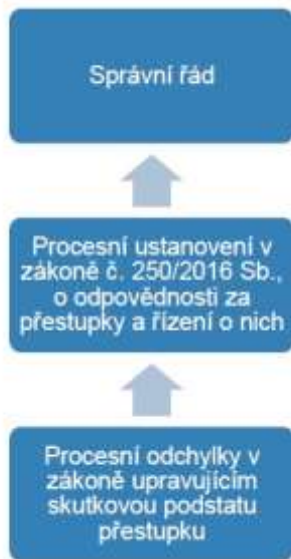 Správní řád
Procesní ustanovení v
zákoně č. 250/2016 Sb.,
o odpovědnosti za
přestupky a řízení o nich
Procesní odchylky v
zákoně upravujícím
skutkovou podstatu
přestupku